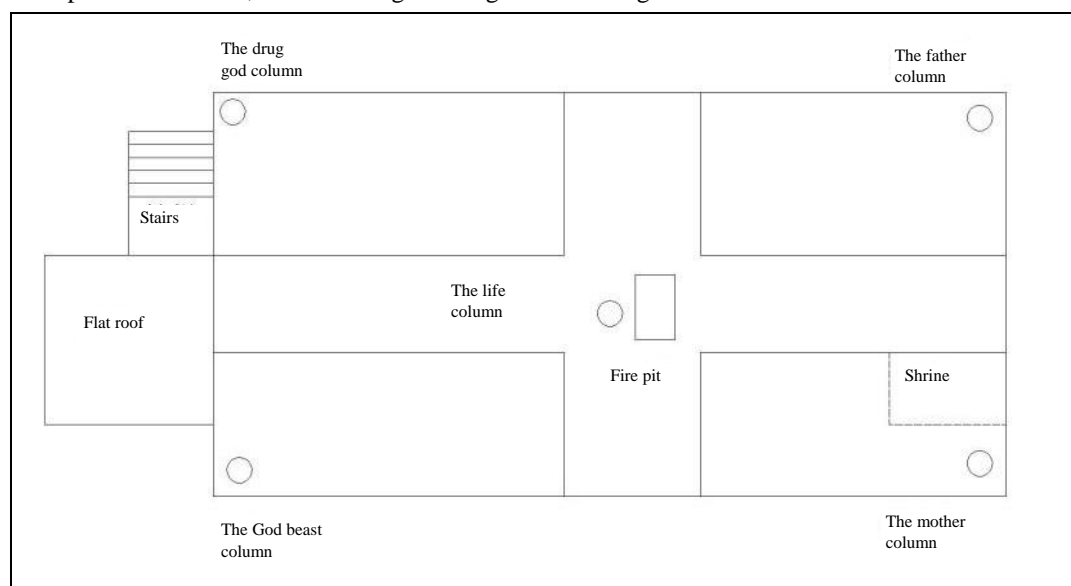 The drug
god column
The father
column
Stairs
The life
column
Flat roof
Fire pit
Shrine
The God beast
column
The mother
column